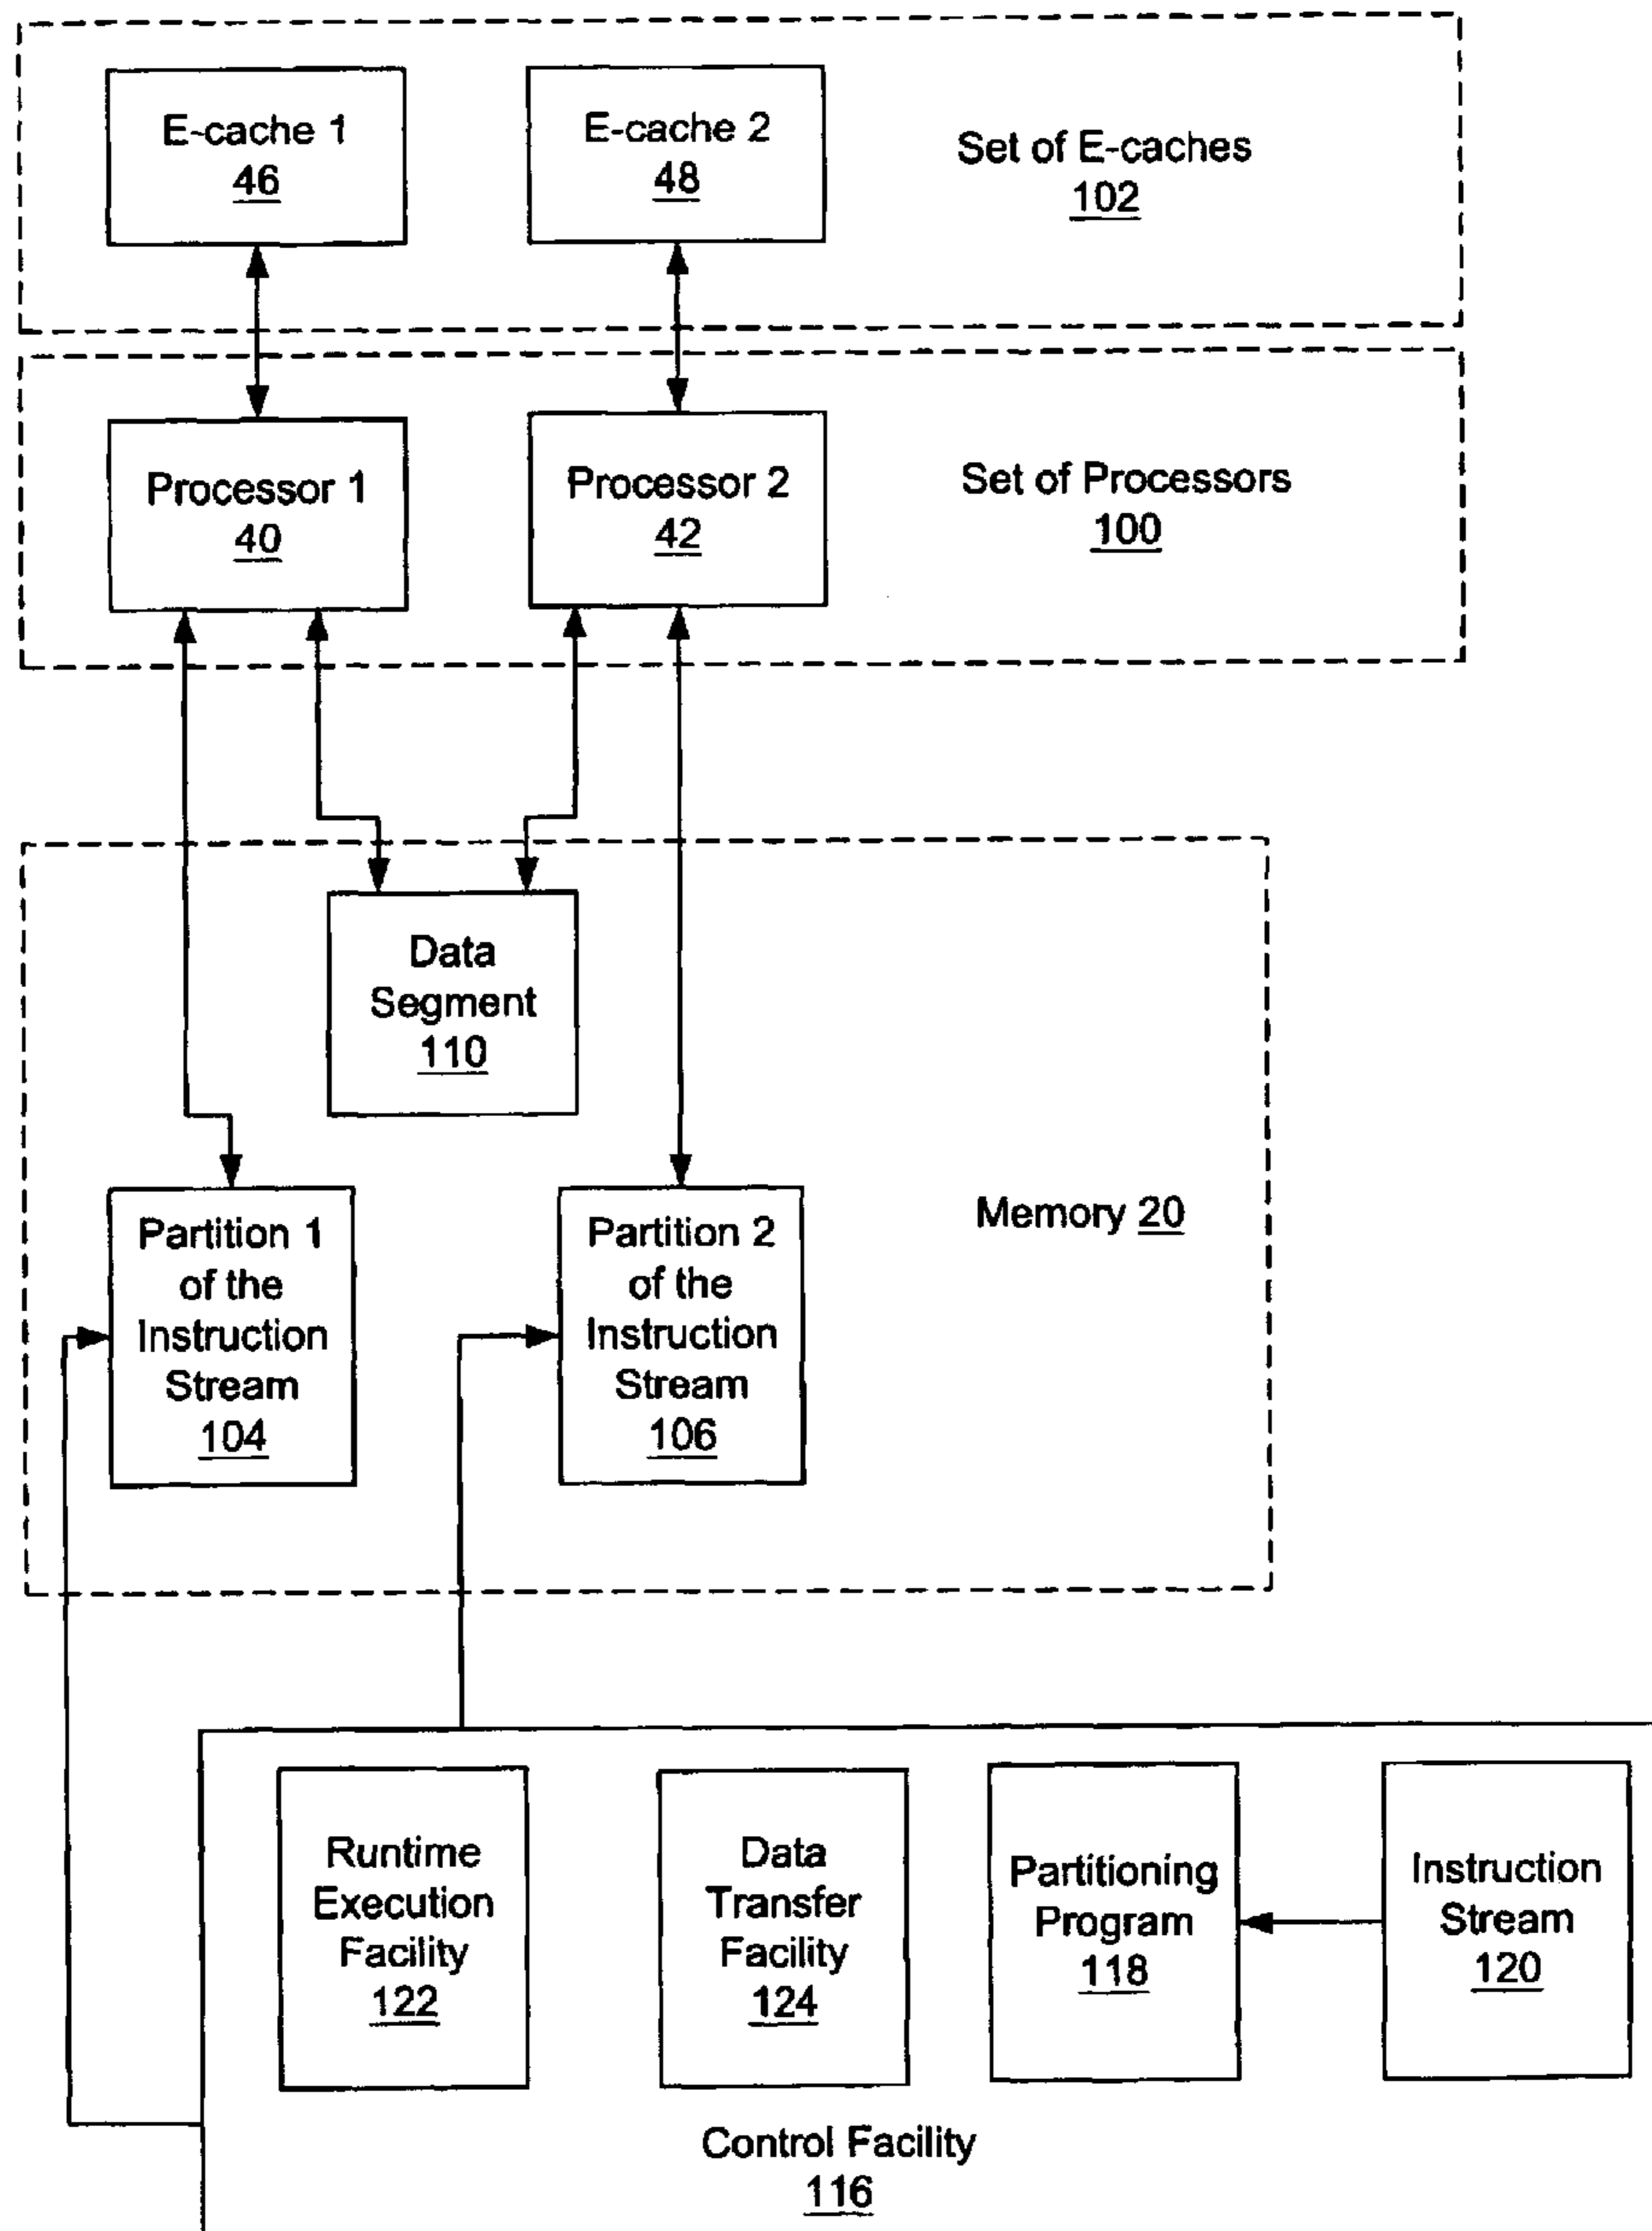 E-cache 1
46
E-cache 2
48
Set of E-caches
102
Processor 1
40
Processor 2
42
Set of Processors
100
Data
Segment
110
Partition 1
of the
Instruction
Stream
104
Partition 2
of the
Instruction
Stream
106
Memory 20
Runtime
Execution
Facility
122
Data
Transfer
Facility
124
Partitioning
Program
118
Instruction
Stream
120
Control Facility
116